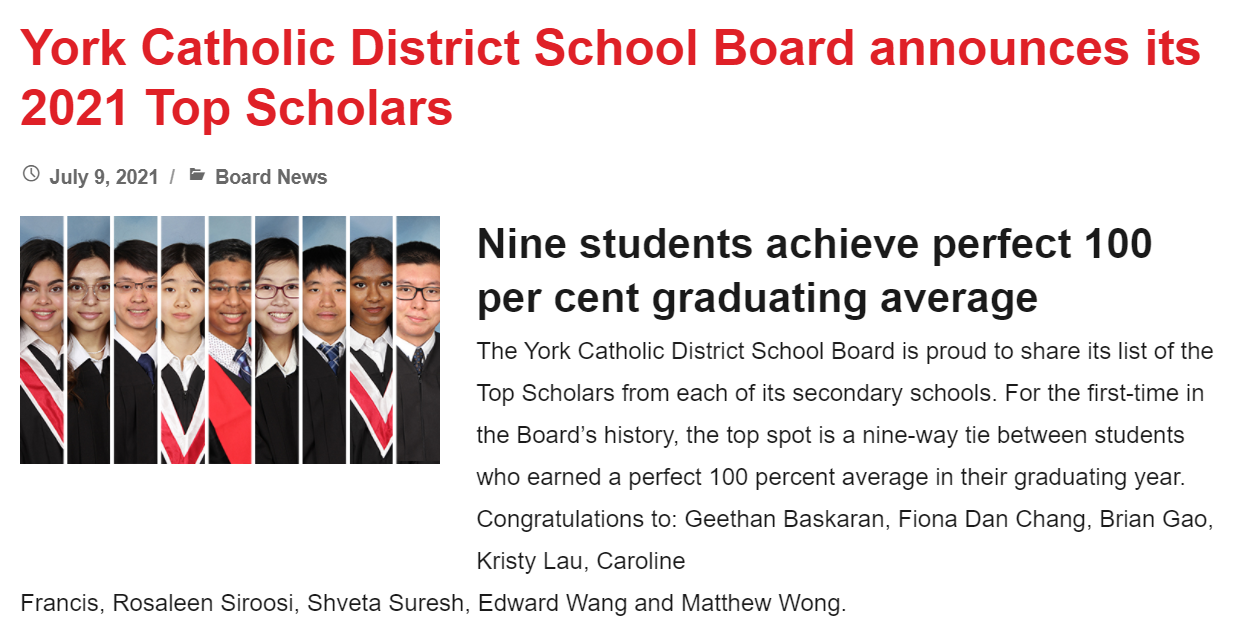 York Catholic District School Board announces its
2021 Top Scholars
July 9, 2021 / Board News
Nine students achieve perfect 100
per cent graduating average
The York Catholic District School Board is proud to share its list of the
Top Scholars from each of its secondary schools. For the first-time in
the Board’s history, the top spot is a nine-way tie between students
who earned a perfect 100 percent average in their graduating year.
Congratulations to: Geethan Baskaran, Fiona Dan Chang, Brian Gao,
Kristy Lau, Caroline
Francis, Rosaleen Siroosi, Shveta Suresh, Edward Wang and Matthew Wong.